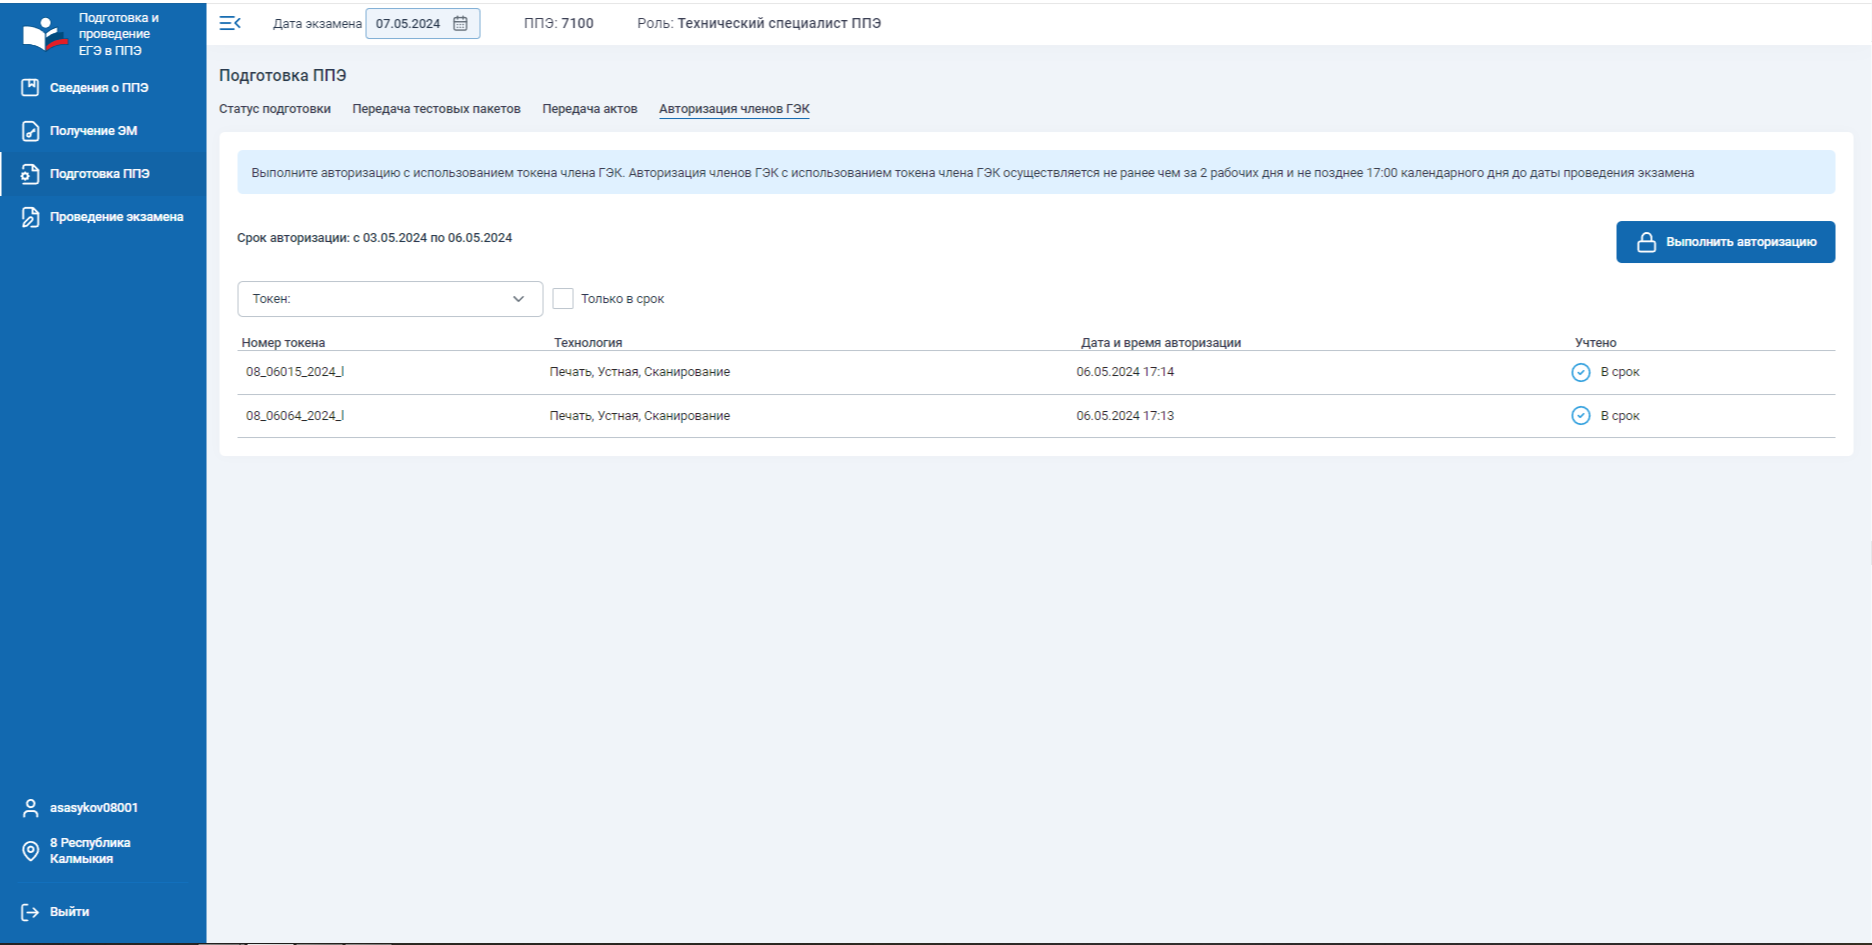 Подготовка и
проведение
ЕГЭ в ППЭ
Сведения о ППЭ
Получение ЭМ
Подготовка ППЭ
Проведение экзамена
asasykov08001
8 Республика
Калмыкия
Выйти
Дата экзамена 07.05.2024 ППЭ: 7100 Роль: Технический специалист ППЭ
Подготовка ППЭ
Статус подготовки Передача тестовых пакетов Передача актов Авторизация членов ГЭК
Выполните авторизацию с использованием токена члена ГЭК. Авторизация членов ГЭК с использованием токена члена ГЭК осуществляется не ранее чем за 2 рабочих дня и не позднее 17:00 календарного дня до даты проведения экзамена
Срок авторизации: с 03.05.2024 по 06.05.2024
Выполнить авторизацию
Токен: Только в срок
Номер токена Технология Дата и время авторизации Учтено
08_06015_2024_l Печать, Устная, Сканирование 06.05.2024 17:14 В срок
08_06064_2024_l Печать, Устная, Сканирование 06.05.2024 17:13 В срок